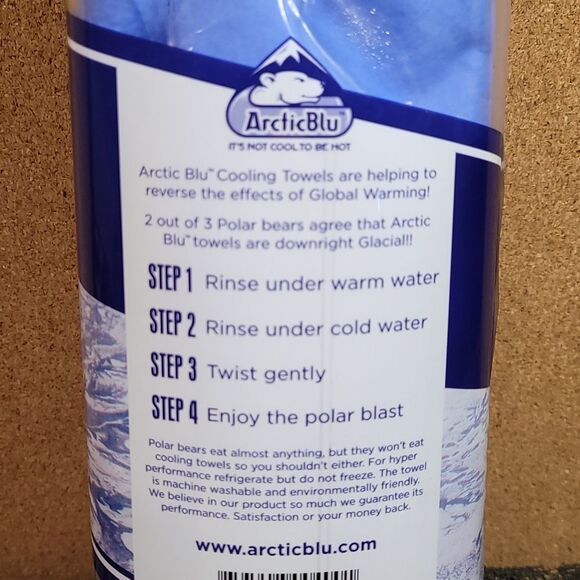 ArcticBlu™
IT'S NOT COOL TO BE HOT
Arctic Blu™ Cooling Towels are helping to
reverse the effects of Global Warming!
2 out of 3 Polar bears agree that Arctic
Blu™ towels are downright Glacial!!
STEP 1 Rinse under warm water
STEP 2 Rinse under cold water
STEP 3 Twist gently
STEP 4 Enjoy the polar blast
Polar bears eat almost anything, but they won't eat
cooling towels so you shouldn't either. For hyper
performance refrigerate but do not freeze. The towel
is machine washable and environmentally friendly.
We believe in our product so much we guarantee its
performance. Satisfaction or your money back.
www.arcticblu.com